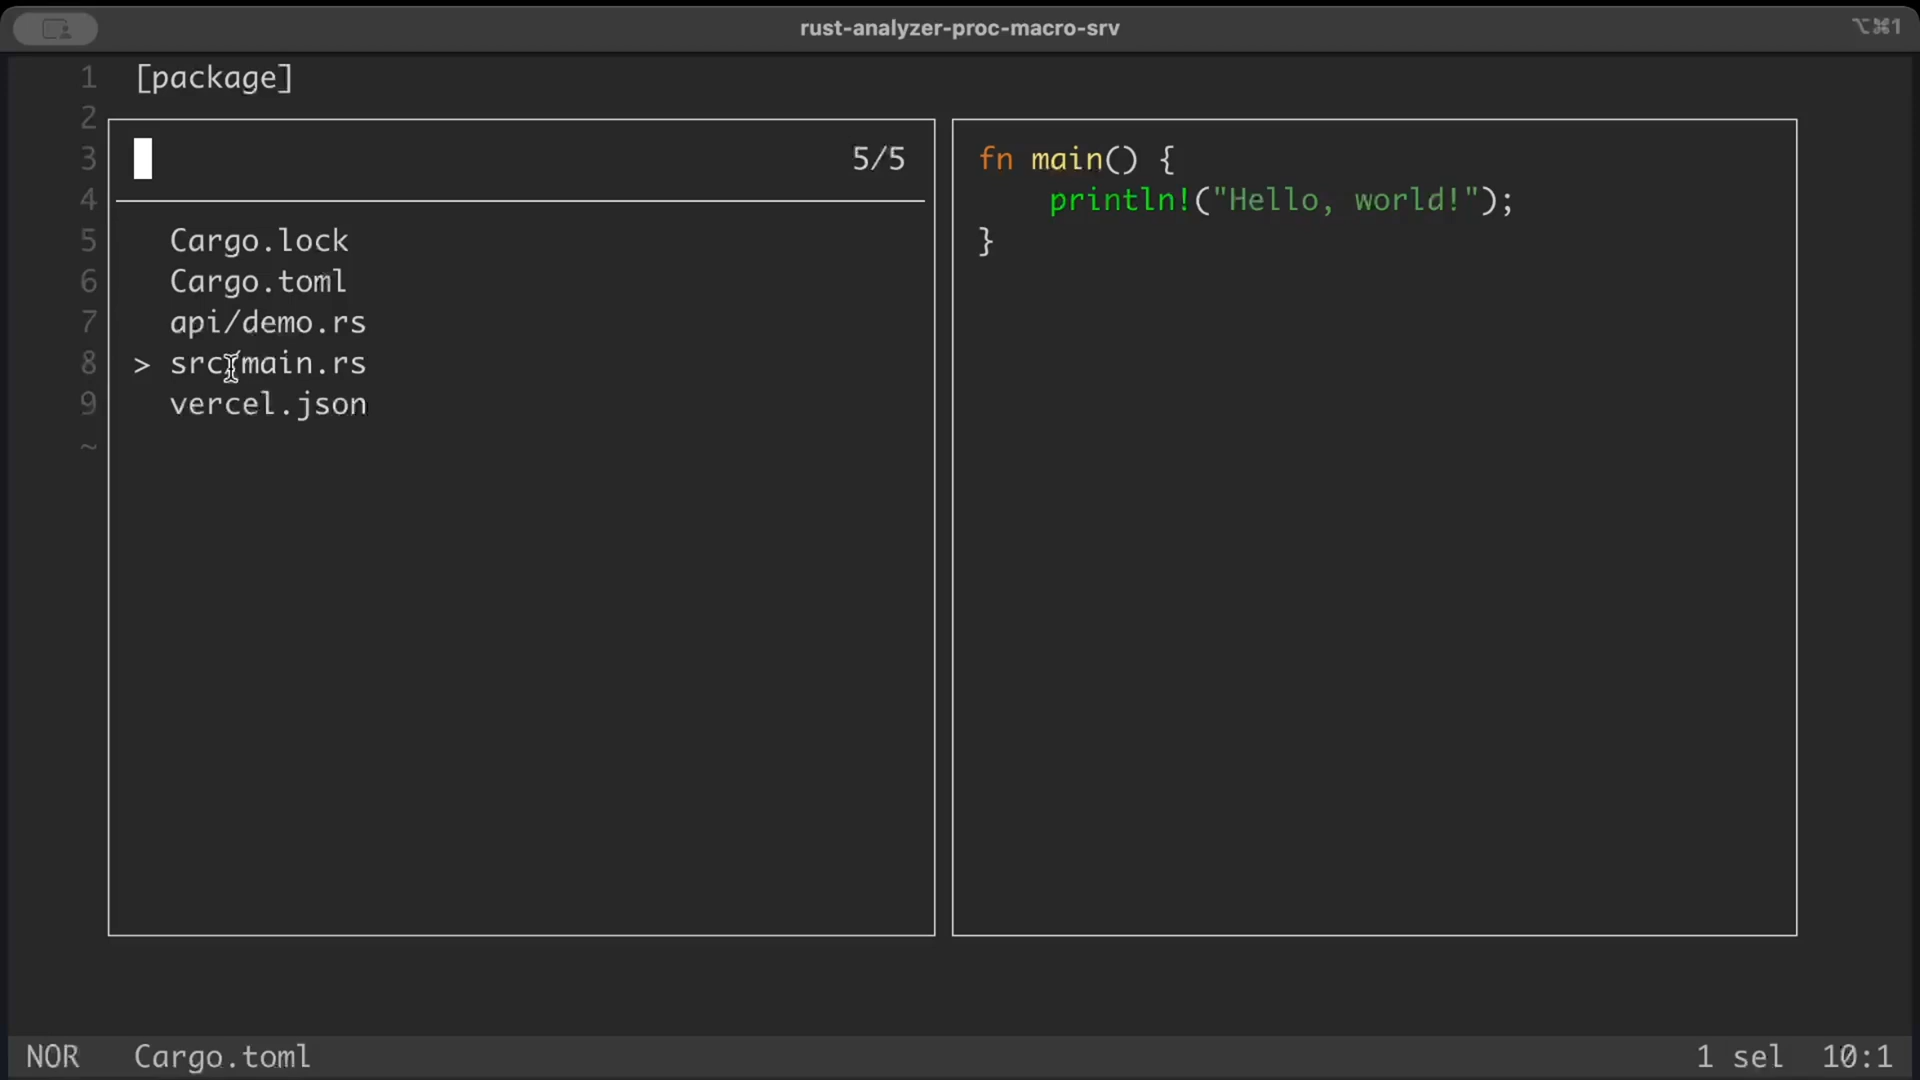 rust-analyzer-proc-macro-srv
⌥⌘1
1 [package]
2
3
4
5
6
7
8
9
~
5/5
Cargo.lock
Cargo.toml
api/demo.rs
> src/main.rs
vercel.json
fn main() {
println!("Hello, world!");
}
NOR Cargo.toml 1 sel 10:1